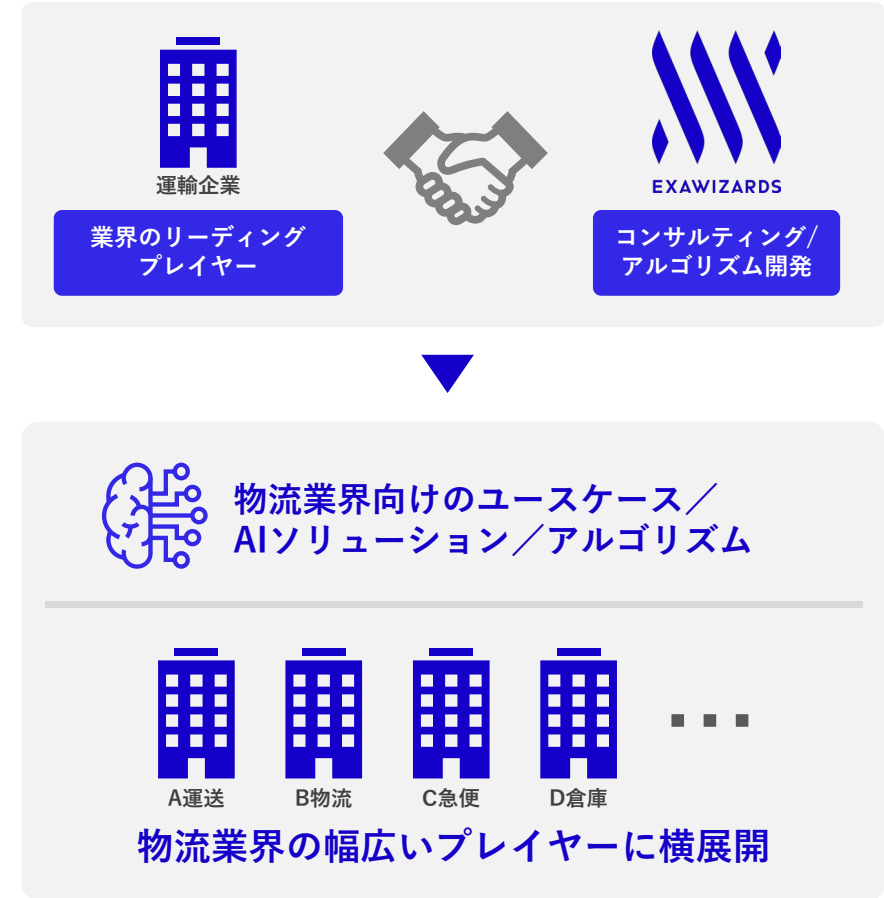 運輸企業
EXAWIZARDS
業界のリーディング
プレイヤー
コンサルティング/
アルゴリズム開発
物流業界向けのユースケース／
AIソリューション／アルゴリズム
A運送
B物流
C急便
D倉庫
物流業界の幅広いプレイヤーに横展開